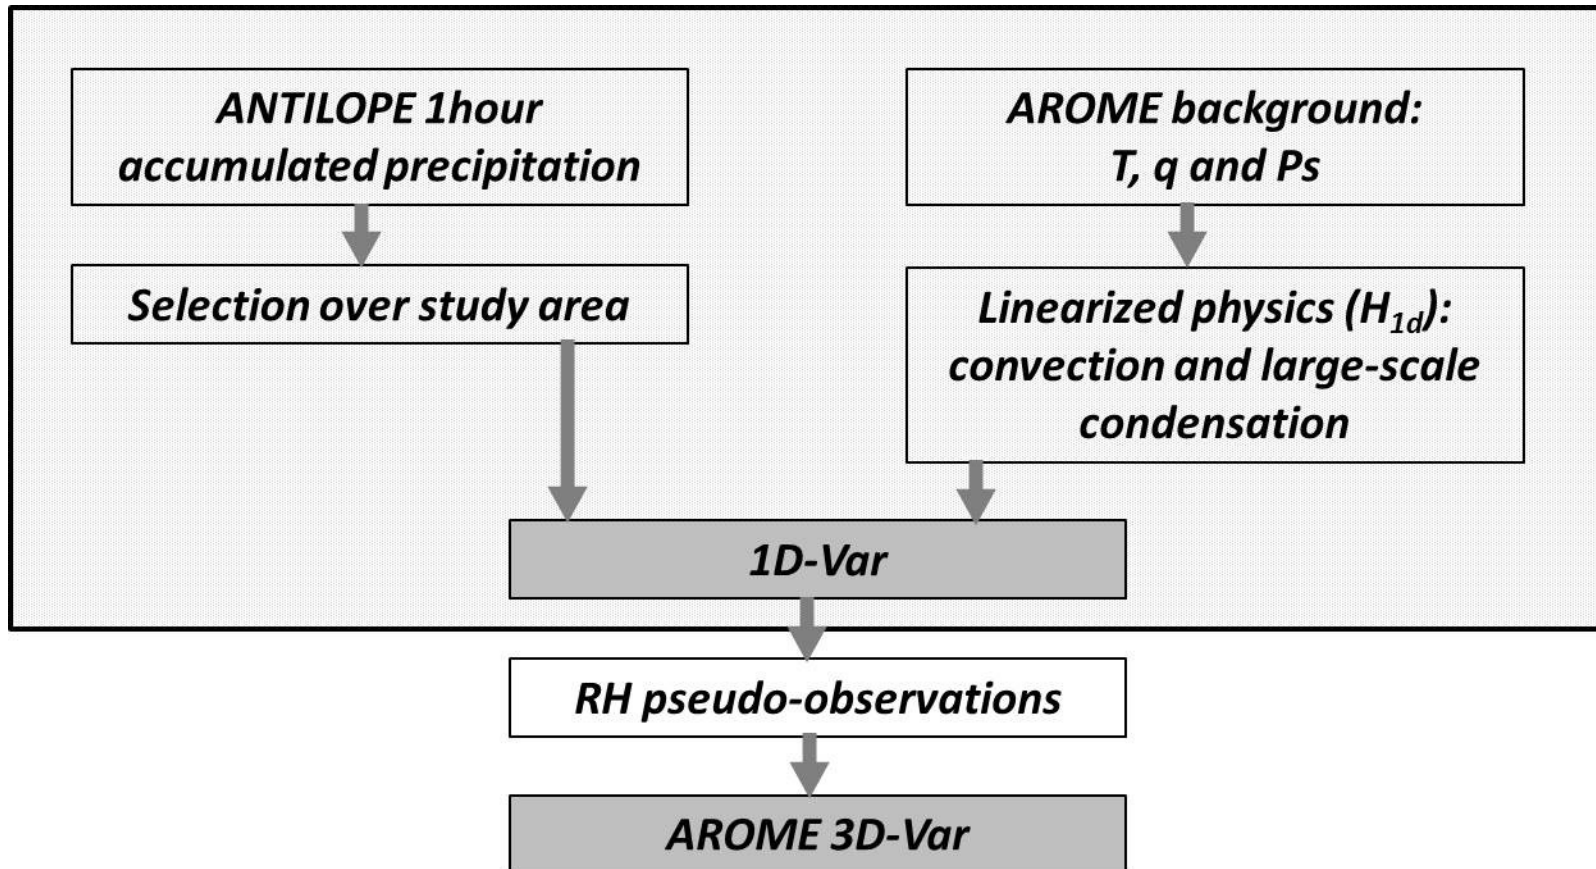 ANTILOPE 1hour
accumulated precipitation
AROME background:
T, q and Ps
Selection over study area
Linearized physics (H1d):
convection and large-scale
condensation
1D-Var
RH pseudo-observations
AROME 3D-Var